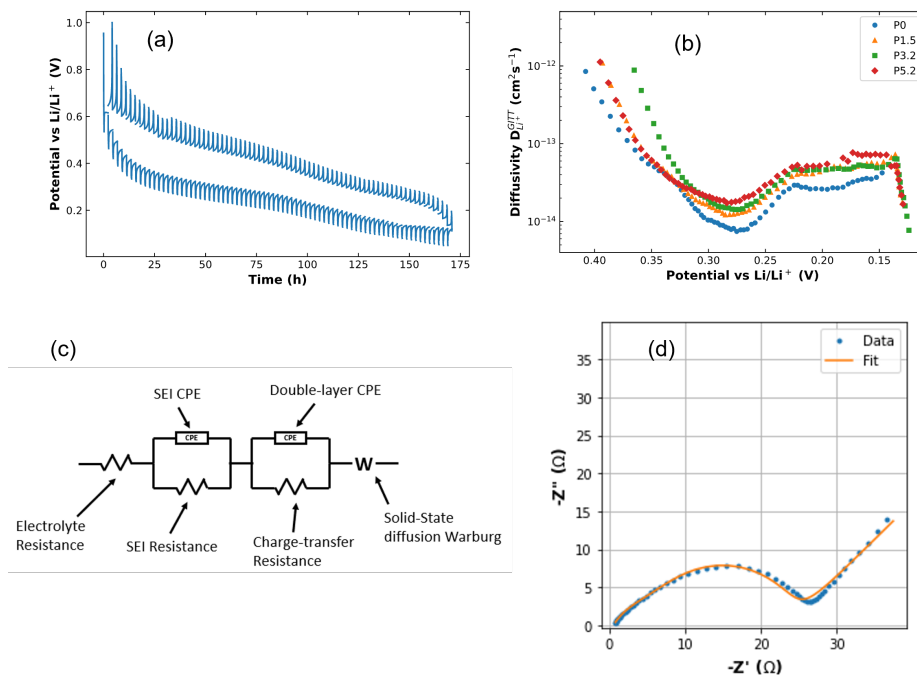 (a)
1.0
0.8
0.6
0.4
0.2
Potential vs Li/Li⁺ (V)
0 25 50 75 100 125 150 175
Time (h)
(b)
P0
P1.5
P3.2
P5.2
10⁻¹²
10⁻¹³
10⁻¹⁴
Diffusivity D_{Li⁺}^{GITT} (cm²s⁻¹)
0.40 0.35 0.30 0.25 0.20 0.15
Potential vs Li/Li⁺ (V)
(c)
SEI CPE
Double-layer CPE
CPE
CPE
W
Electrolyte
Resistance
SEI Resistance
Charge-transfer
Resistance
Solid-State
diffusion Warburg
(d)
Data
Fit
35
30
25
20
15
10
5
0
-Z" (Ω)
0 10 20 30
-Z' (Ω)